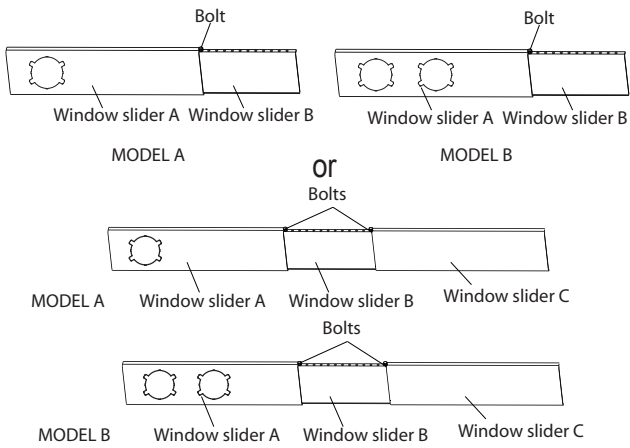 Bolt
Bolt
Window slider A Window slider B
Window slider A Window slider B
MODEL A
MODEL B
or
Bolts
MODEL A Window slider A Window slider B Window slider C
Bolts
MODEL B Window slider A Window slider B Window slider C